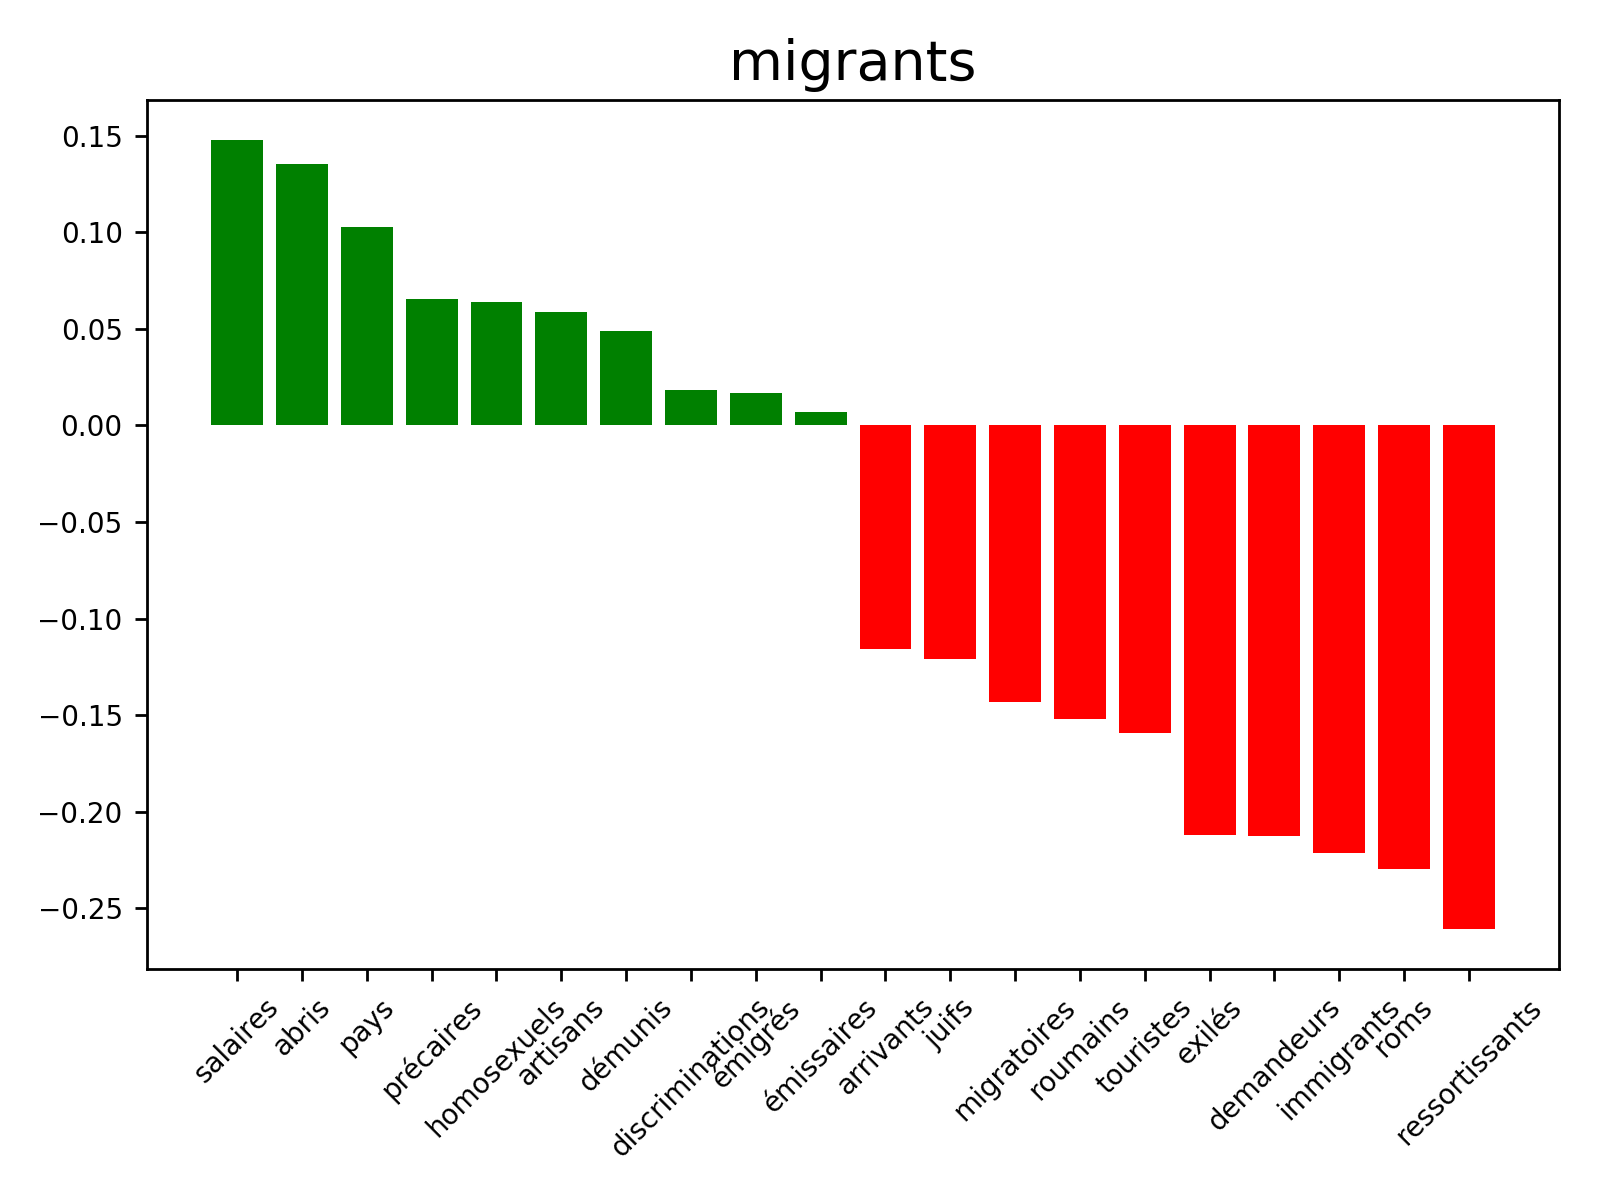 migrants
0.15
0.10
0.05
0.00
−0.05
−0.10
−0.15
−0.20
−0.25
salaires
abris
pays
précaires
homosexuels
artisans
démunis
discriminations
émigrés
émissaires
arrivants
juifs
migratoires
roumains
touristes
exilés
demandeurs
immigrants
roms
ressortissants